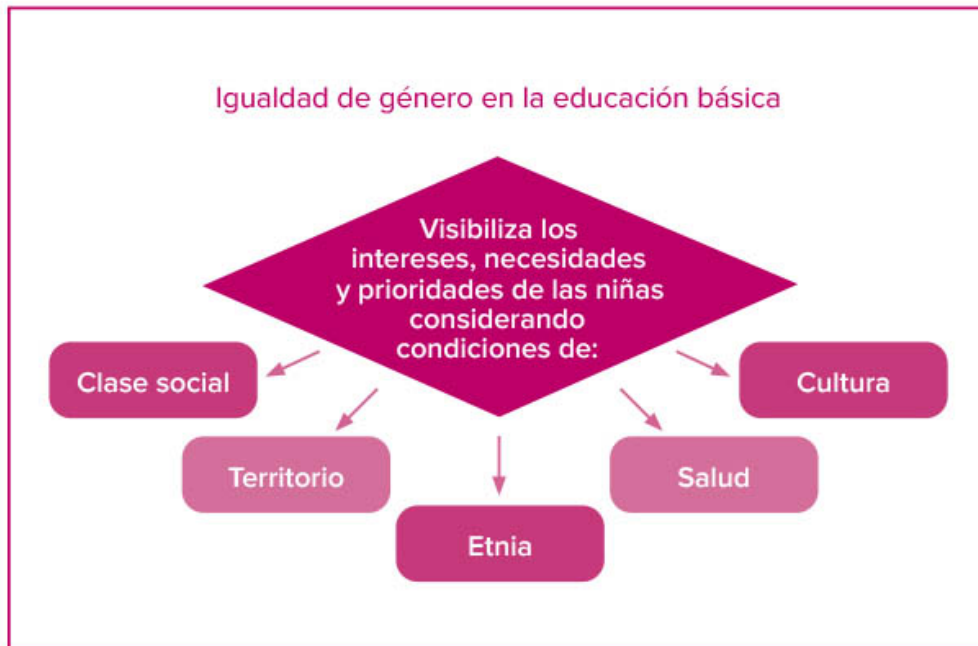 Igualdad de género en la educación básica
Visibiliza los
intereses, necesidades
y prioridades de las niñas
considerando
condiciones de:
Clase social
Cultura
Territorio
Salud
Etnia